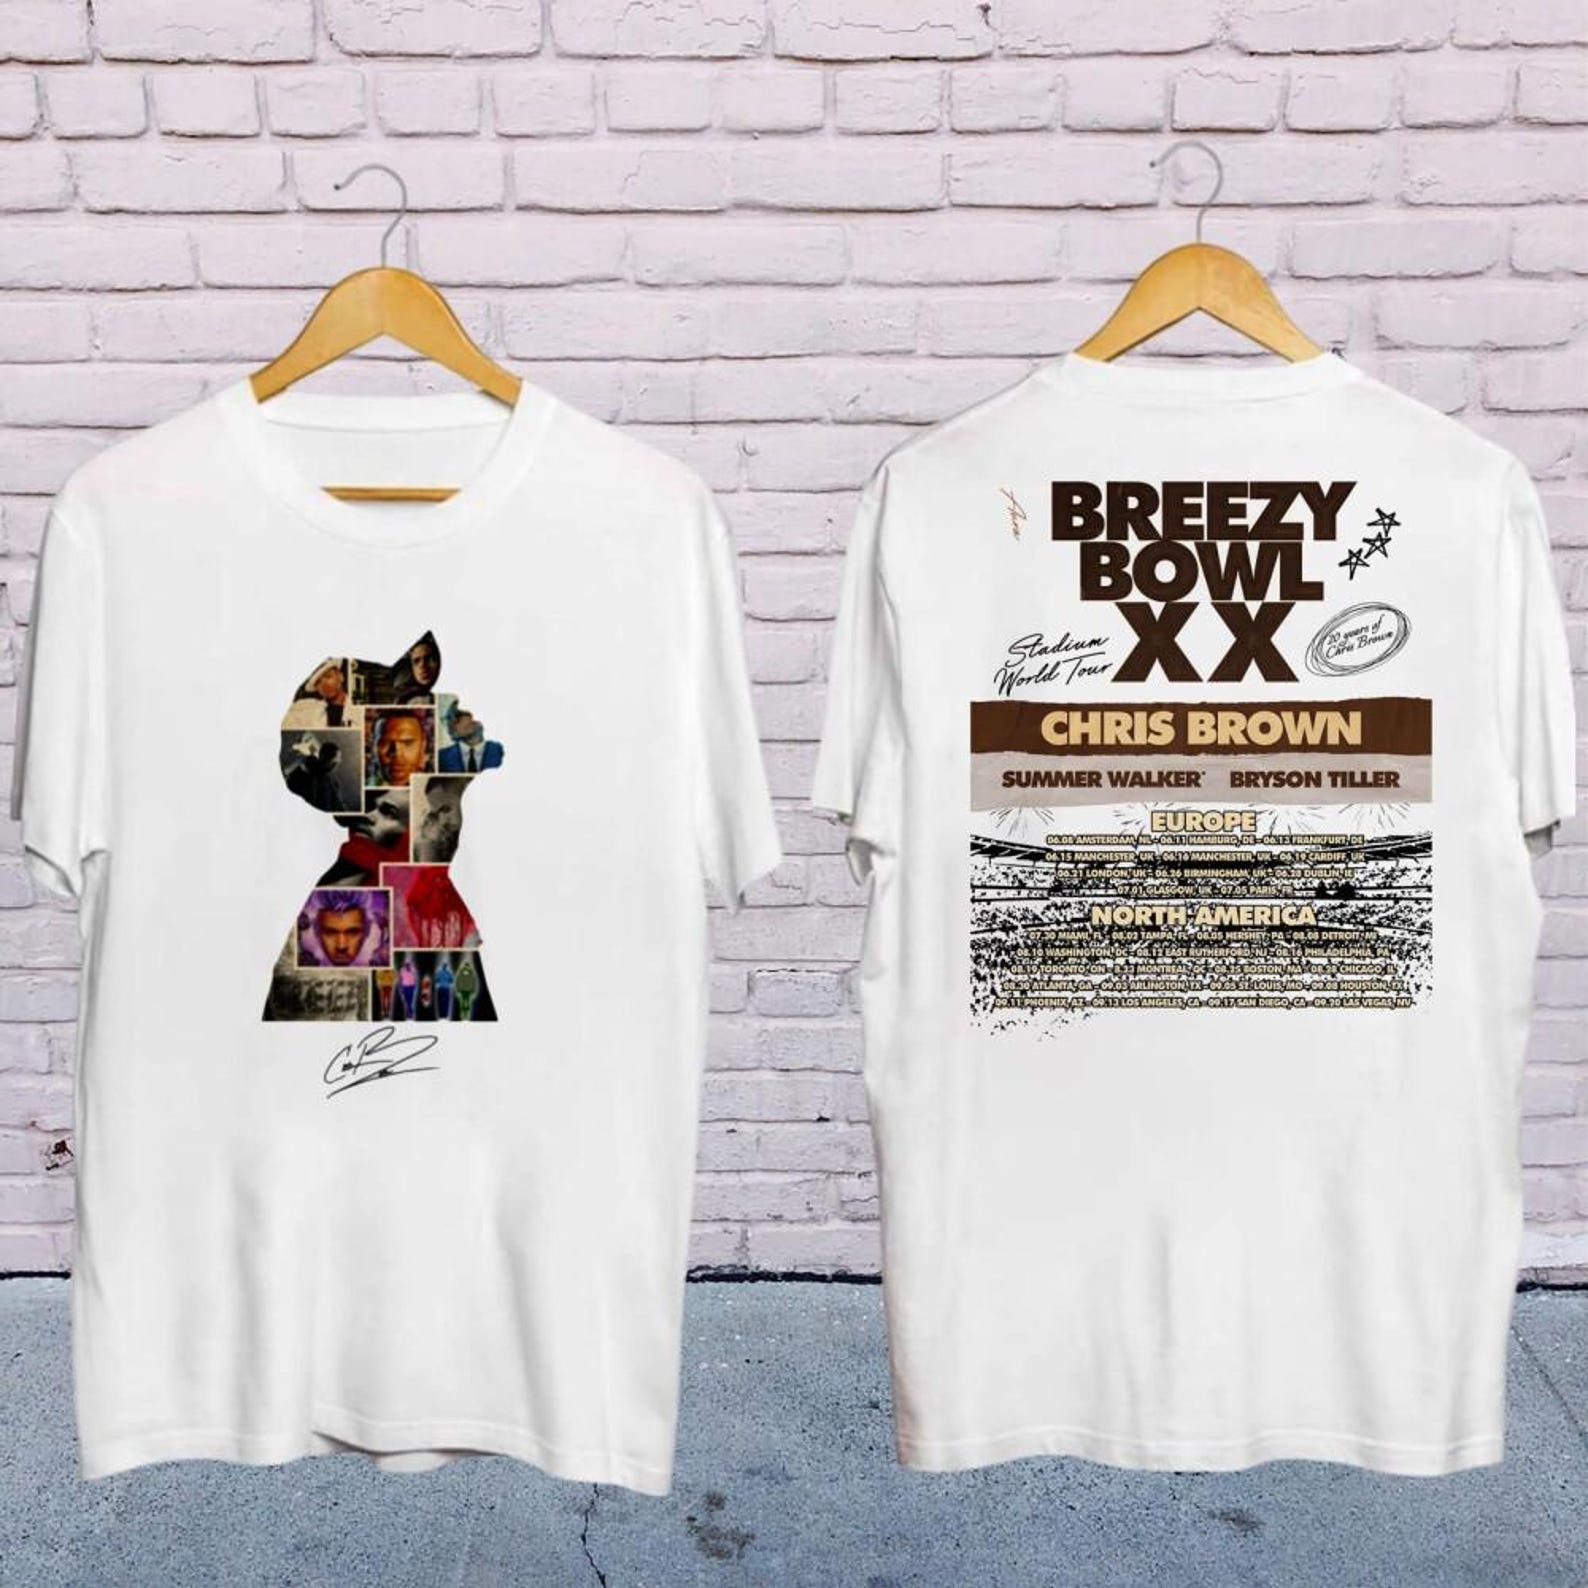 BREEZY
BOWL
XX
Stadium
World Tour
20 years of
Chris Brown
CHRIS BROWN
SUMMER WALKER* BRYSON TILLER
EUROPE
06.08 AMSTERDAM, NL - 06.11 HAMBURG, DE - 06.13 FRANKFURT, DE
06.15 MANCHESTER, UK - 06.16 MANCHESTER, UK - 06.19 CARDIFF, UK
06.21 LONDON, UK - 06.26 BIRMINGHAM, UK - 06.28 DUBLIN, IE
07.01 GLASGOW, UK - 07.05 PARIS, FR
NORTH AMERICA
07.30 MIAMI, FL - 08.02 TAMPA, FL - 08.05 HERSHEY, PA - 08.08 DETROIT, MI
08.10 WASHINGTON, DC - 08.12 EAST RUTHERFORD, NJ - 08.16 PHILADELPHIA, PA
08.19 TORONTO, ON - 8.23 MONTREAL, QC - 08.25 BOSTON, MA - 08.28 CHICAGO, IL
08.30 ATLANTA, GA - 09.03 ARLINGTON, TX - 09.05 ST. LOUIS, MO - 09.08 HOUSTON, TX
09.11 PHOENIX, AZ - 09.13 LOS ANGELES, CA - 09.17 SAN DIEGO, CA - 09.20 LAS VEGAS, NV